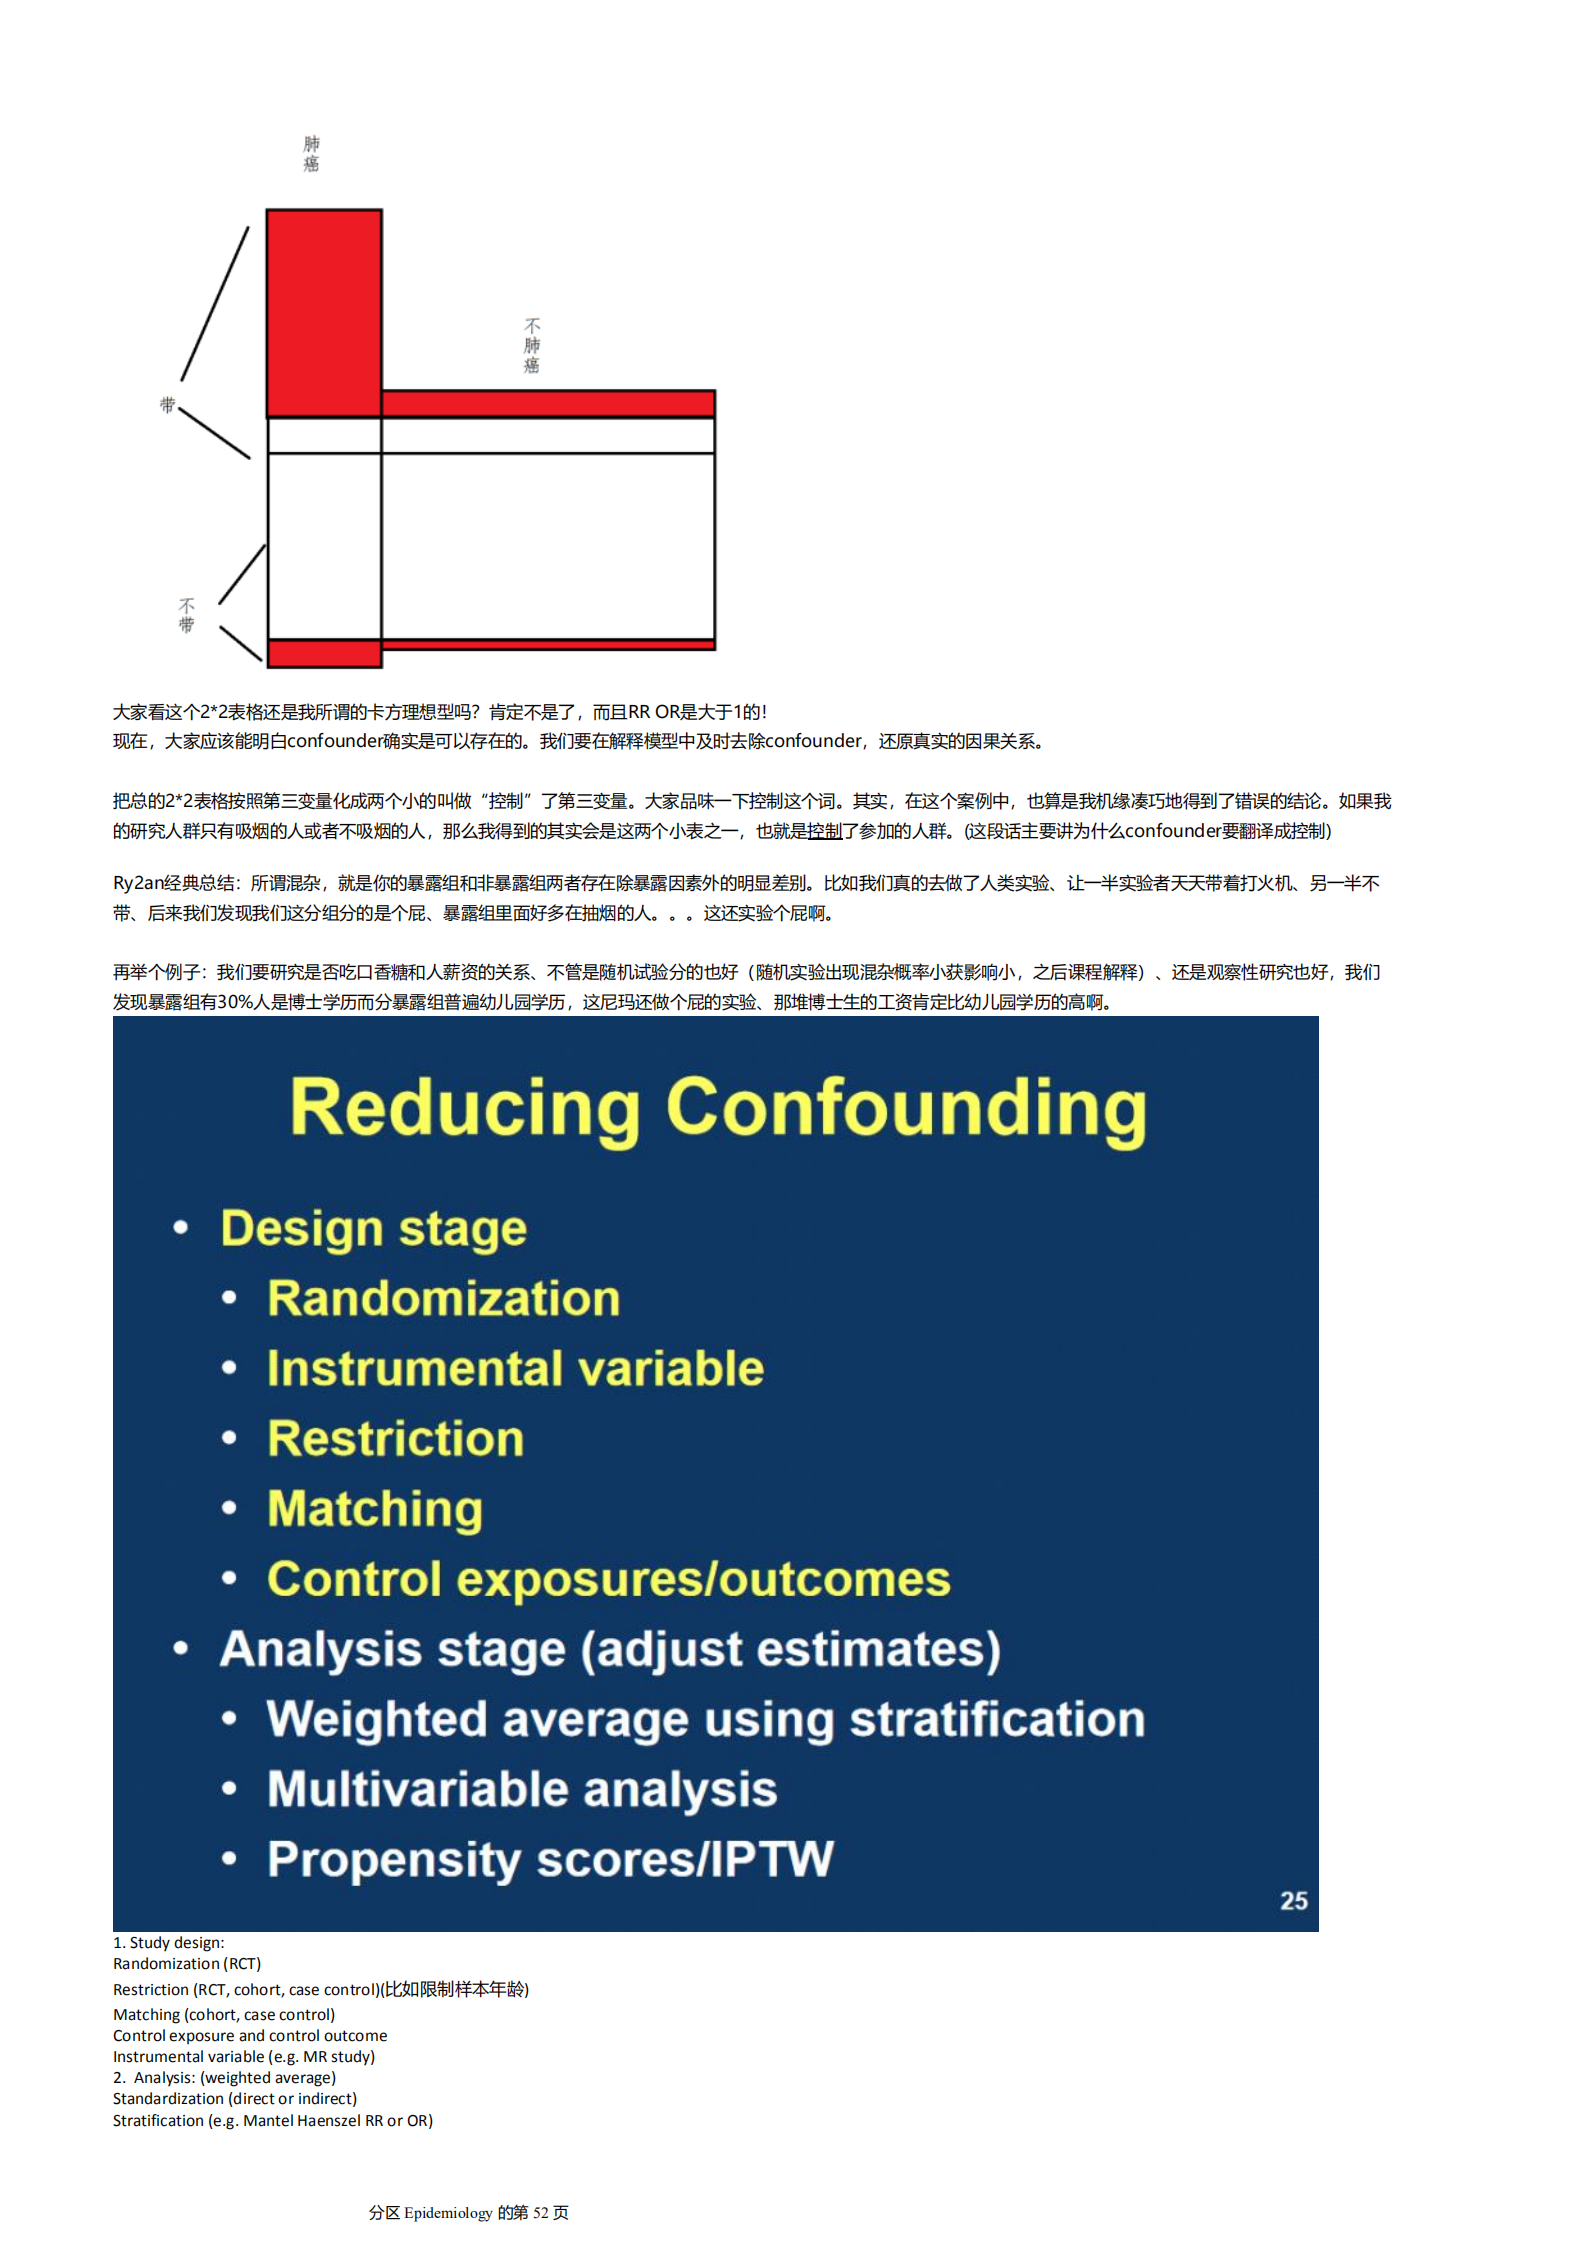 肺癌
不肺癌
带
不带
大家看这个2*2表格还是我所谓的卡方理想型吗？肯定不是了，而且RR OR是大于1的！
现在，大家应该能明白confounder确实是可以存在的。我们要在解释模型中及时去除confounder，还原真实的因果关系。
把总的2*2表格按照第三变量化成两个小的叫做“控制”了第三变量。大家品味一下控制这个词。其实，在这个案例中，也算是我机缘凑巧地得到了错误的结论。如果我
的研究人群只有吸烟的人或者不吸烟的人，那么我得到的其实会是这两个小表之一，也就是控制了参加的人群。(这段话主要讲为什么confounder要翻译成控制)
Ry2an经典总结：所谓混杂，就是你的暴露组和非暴露组两者存在除暴露因素外的明显差别。比如我们真的去做了人类实验、让一半实验者天天带着打火机、另一半不
带、后来我们发现我们这分组分的是个屁、暴露组里面好多在抽烟的人。。。这还实验个屁啊。
再举个例子：我们要研究是否吃口香糖和人薪资的关系、不管是随机试验分的也好（随机实验出现混杂概率小获影响小，之后课程解释）、还是观察性研究也好，我们
发现暴露组有30%人是博士学历而分暴露组普遍幼儿园学历，这尼玛还做个屁的实验、那堆博士生的工资肯定比幼儿园学历的高啊。
Reducing Confounding
• Design stage
• Randomization
• Instrumental variable
• Restriction
• Matching
• Control exposures/outcomes
• Analysis stage (adjust estimates)
• Weighted average using stratification
• Multivariable analysis
• Propensity scores/IPTW
25
1. Study design:
Randomization (RCT)
Restriction (RCT, cohort, case control)(比如限制样本年龄)
Matching (cohort, case control)
Control exposure and control outcome
Instrumental variable (e.g. MR study)
2. Analysis: (weighted average)
Standardization (direct or indirect)
Stratification (e.g. Mantel Haenszel RR or OR)
分区 Epidemiology 的第 52 页